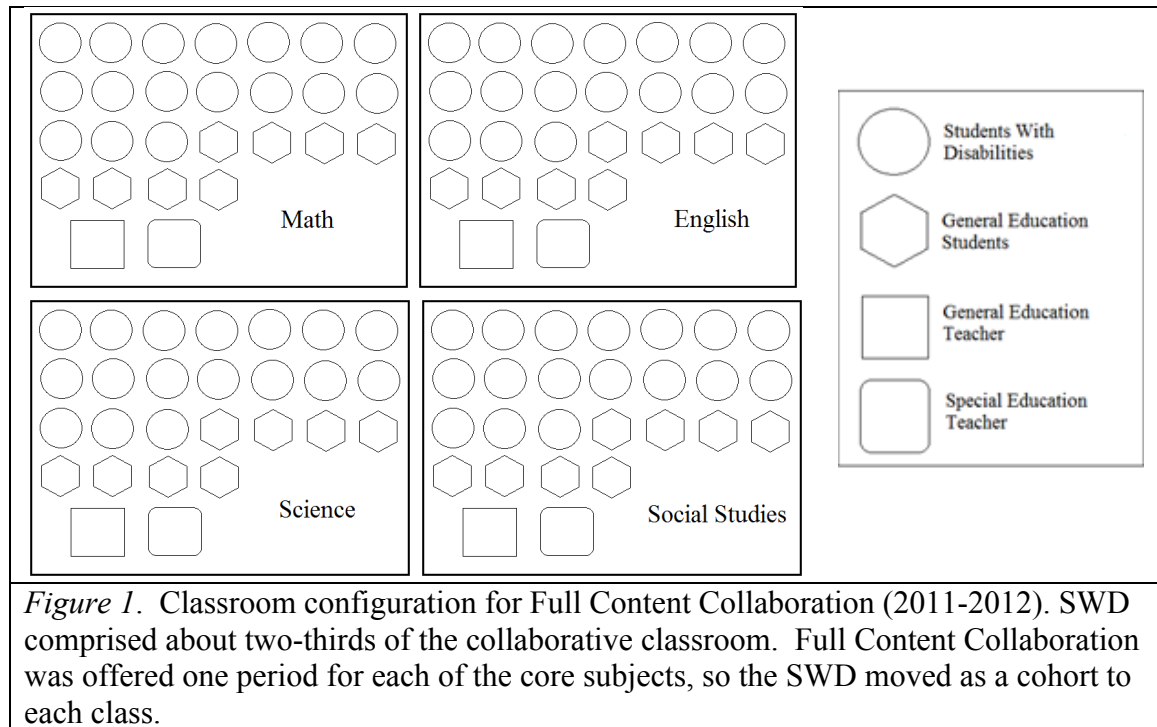 Math
English
Science
Social Studies
Students With
Disabilities
General Education
Students
General Education
Teacher
Special Education
Teacher
Figure 1.  Classroom configuration for Full Content Collaboration (2011-2012). SWD
comprised about two-thirds of the collaborative classroom.  Full Content Collaboration
was offered one period for each of the core subjects, so the SWD moved as a cohort to
each class.